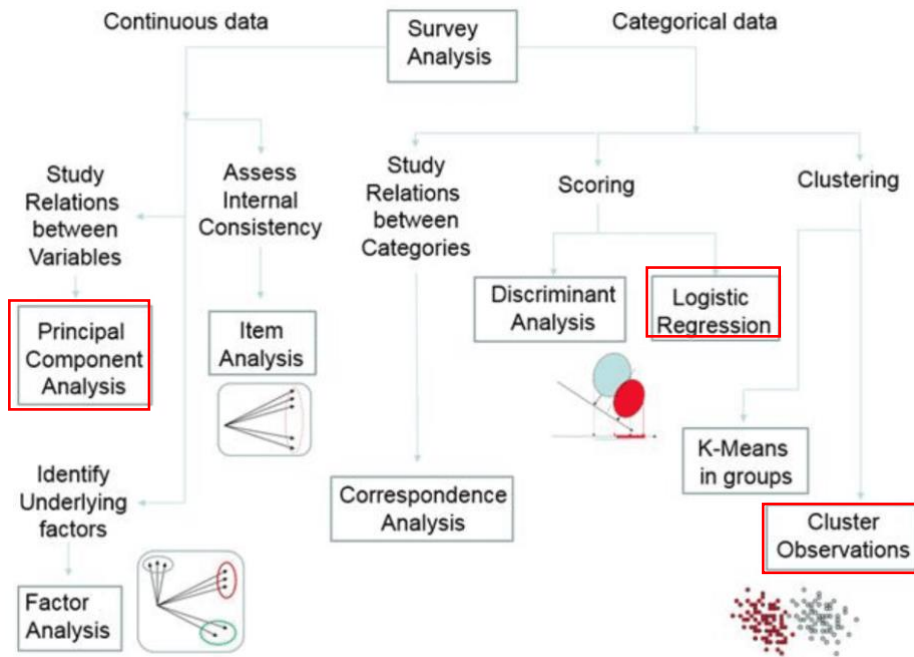 Continuous data
Survey
Analysis
Categorical data
Study
Relations
between
Variables
Assess
Internal
Consistency
Study
Relations
between
Categories
Scoring
Clustering
Principal
Component
Analysis
Item
Analysis
Discriminant
Analysis
Logistic
Regression
Identify
Underlying
factors
Correspondence
Analysis
K-Means
in groups
Cluster
Observations
Factor
Analysis